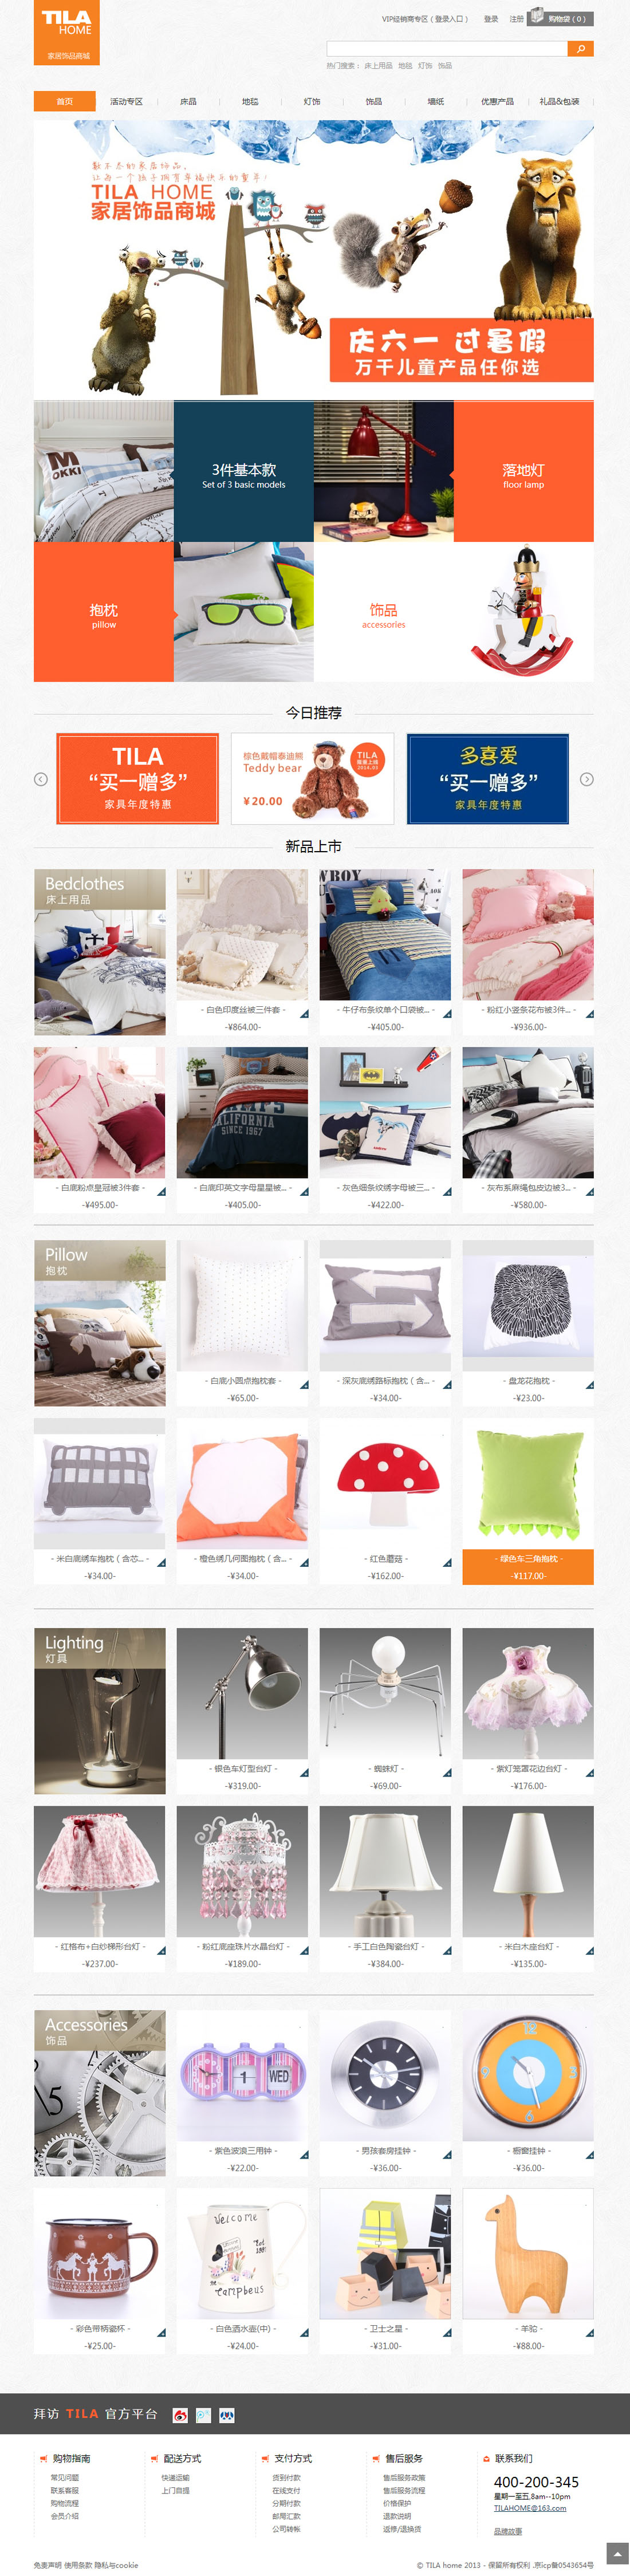 TILA
HOME
家居饰品商城
VIP经销商专区（登录入口） 登录 注册 购物袋（0）
热门搜索： 床上用品 地毯 灯饰 饰品
首页 活动专区 床品 地毯 灯饰 饰品 墙纸 优惠产品 礼品&包装
TILA HOME
家居饰品商城
庆六一 过暑假
万千儿童产品任你选
3件基本款
Set of 3 basic models
落地灯
floor lamp
抱枕
pillow
饰品
accessories
今日推荐
TILA
“买一赠多”
家具年度特惠
棕色戴帽泰迪熊
Teddy bear
¥20.00
TILA
隆重上线
2014.03
多喜爱
“买一赠多”
家具年度特惠
新品上市
Bedclothes
床上用品
- 白色印度丝被三件套 -
-¥864.00-
- 牛仔布条纹单个口袋被... -
-¥405.00-
- 粉红小竖条花布被3件... -
-¥936.00-
- 白底粉点皇冠被3件套 -
-¥495.00-
- 白底印英文字母星星被... -
-¥405.00-
- 灰色细条纹绣字母被三... -
-¥422.00-
- 灰布系麻绳包皮边被3... -
-¥580.00-
CALIFORNIA
SINCE 1967
Pillow
抱枕
- 白底小圆点抱枕套 -
-¥65.00-
- 深灰底绣路标抱枕（含... -
-¥34.00-
- 盘龙花抱枕 -
-¥23.00-
- 米白底绣车抱枕（含芯... -
-¥34.00-
- 橙色绣几何图抱枕（含... -
-¥34.00-
- 红色蘑菇 -
-¥162.00-
- 绿色车三角抱枕 -
-¥117.00-
Lighting
灯具
- 银色车灯型台灯 -
-¥319.00-
- 蜘蛛灯 -
-¥69.00-
- 紫灯笼罩花边台灯 -
-¥176.00-
- 红格布+白纱梯形台灯 -
-¥237.00-
- 粉红底座珠片水晶台灯 -
-¥189.00-
- 手工白色陶瓷台灯 -
-¥384.00-
- 米白木座台灯 -
-¥135.00-
Accessories
饰品
1 WED
- 紫色波浪三用钟 -
-¥22.00-
- 男孩套房挂钟 -
-¥36.00-
- 橱窗挂钟 -
-¥36.00-
- 彩色带柄瓷杯 -
-¥25.00-
Welcome
- 白色洒水壶(中) -
-¥24.00-
- 卫士之星 -
-¥31.00-
- 羊驼 -
-¥88.00-
拜访 TILA 官方平台
购物指南
常见问题
联系客服
购物流程
会员介绍
配送方式
快递运输
上门自提
支付方式
货到付款
在线支付
分期付款
邮局汇款
公司转帐
售后服务
售后服务政策
售后服务流程
价格保护
退款说明
返修/退换货
联系我们
400-200-345
星期一至五,8am--10pm
TILAHOME@163.com
品牌故事
免责声明 使用条款 隐私与cookie
© TILA home 2013 - 保留所有权利 .京icp备0543654号